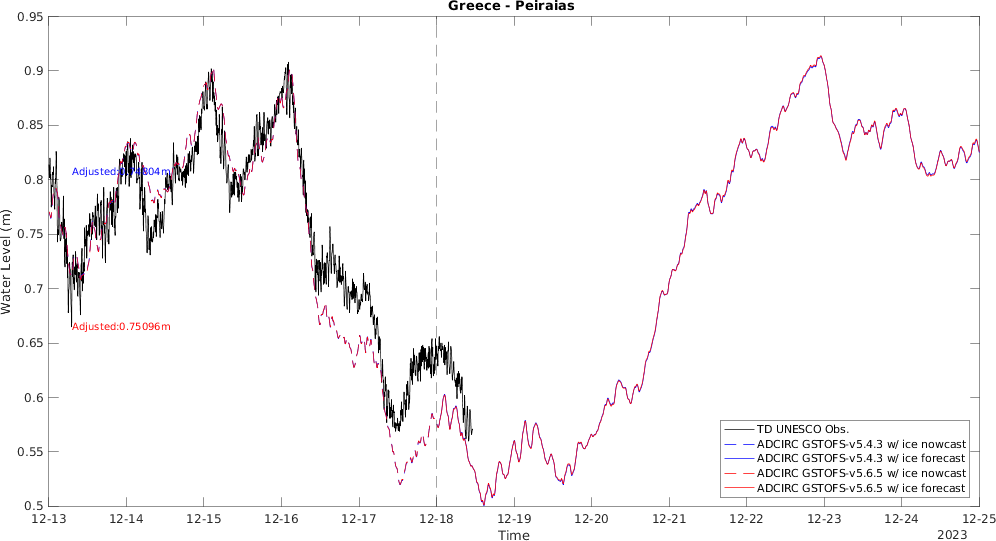 Greece - Peiraias
0.95
0.9
0.85
0.8
0.75
0.7
0.65
0.6
0.55
0.5
Water Level (m)
Adjusted:0.75096m
TD UNESCO Obs.
ADCIRC GSTOFS-v5.4.3 w/ ice nowcast
ADCIRC GSTOFS-v5.4.3 w/ ice forecast
ADCIRC GSTOFS-v5.6.5 w/ ice nowcast
ADCIRC GSTOFS-v5.6.5 w/ ice forecast
12-13 12-14 12-15 12-16 12-17 12-18 12-19 12-20 12-21 12-22 12-23 12-24 12-25
Time
2023